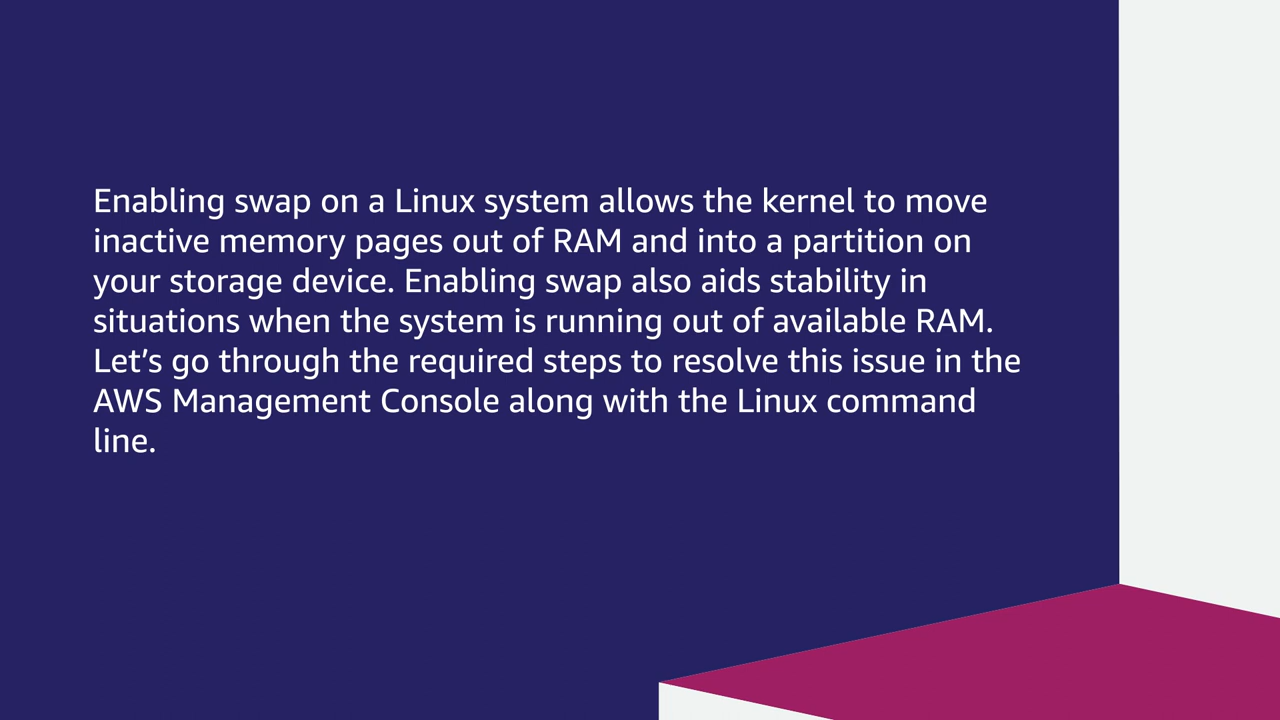 Enabling swap on a Linux system allows the kernel to move
inactive memory pages out of RAM and into a partition on
your storage device. Enabling swap also aids stability in
situations when the system is running out of available RAM.
Let’s go through the required steps to resolve this issue in the
AWS Management Console along with the Linux command
line.